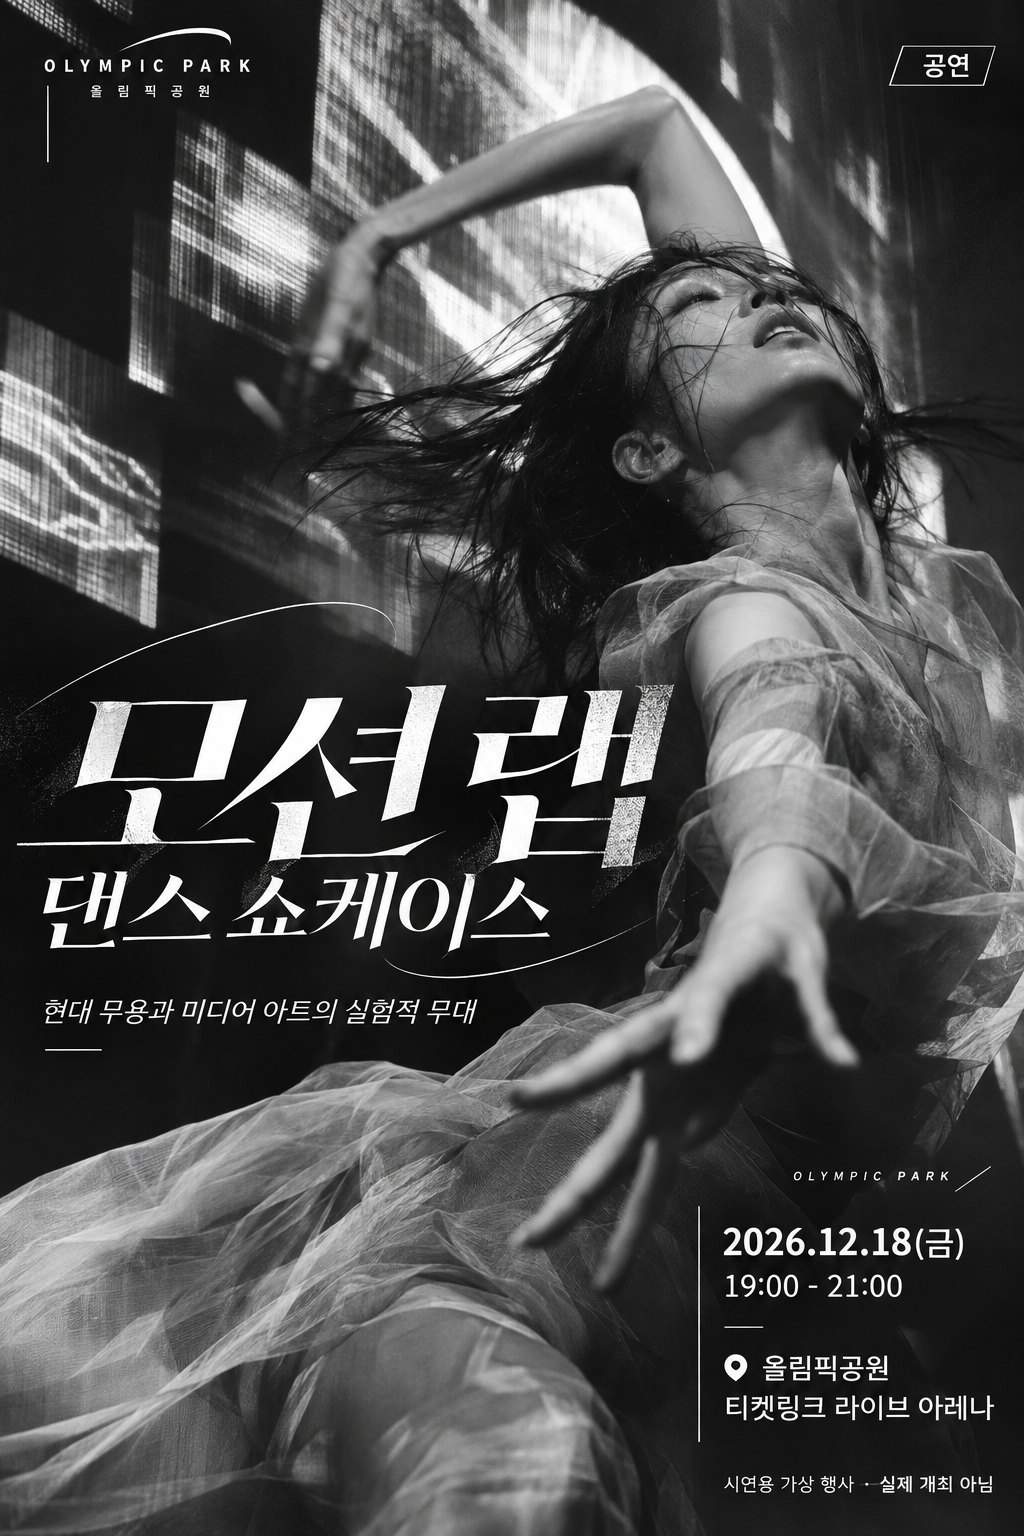 OLYMPIC PARK
올림픽공원
공연
모션 랩
댄스 쇼케이스
현대 무용과 미디어 아트의 실험적 무대
OLYMPIC PARK
2026.12.18(금)
19:00 - 21:00
올림픽공원
티켓링크 라이브 아레나
시연용 가상 행사 · 실제 개최 아님